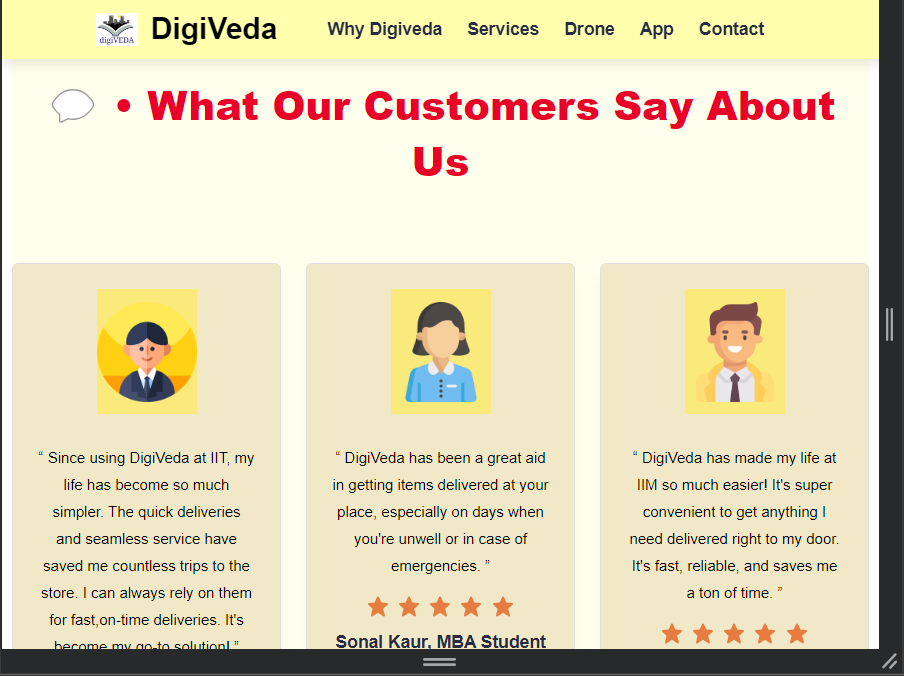 digiVEDA
DigiVeda
Why Digiveda Services Drone App Contact
• What Our Customers Say About
Us
“ Since using DigiVeda at IIT, my
life has become so much
simpler. The quick deliveries
and seamless service have
saved me countless trips to the
store. I can always rely on them
for fast,on-time deliveries. It's
become my go-to solution! ”
“ DigiVeda has been a great aid
in getting items delivered at your
place, especially on days when
you're unwell or in case of
emergencies. ”
Sonal Kaur, MBA Student
“ DigiVeda has made my life at
IIM so much easier! It's super
convenient to get anything I
need delivered right to my door.
It's fast, reliable, and saves me
a ton of time. ”